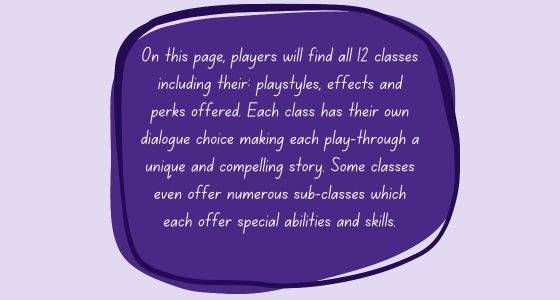 On this page, players will find all 12 classes
including their: playstyles, effects and
perks offered. Each class has their own
dialogue choice making each play-through a
unique and compelling story. Some classes
even offer numerous sub-classes which
each offer special abilities and skills.